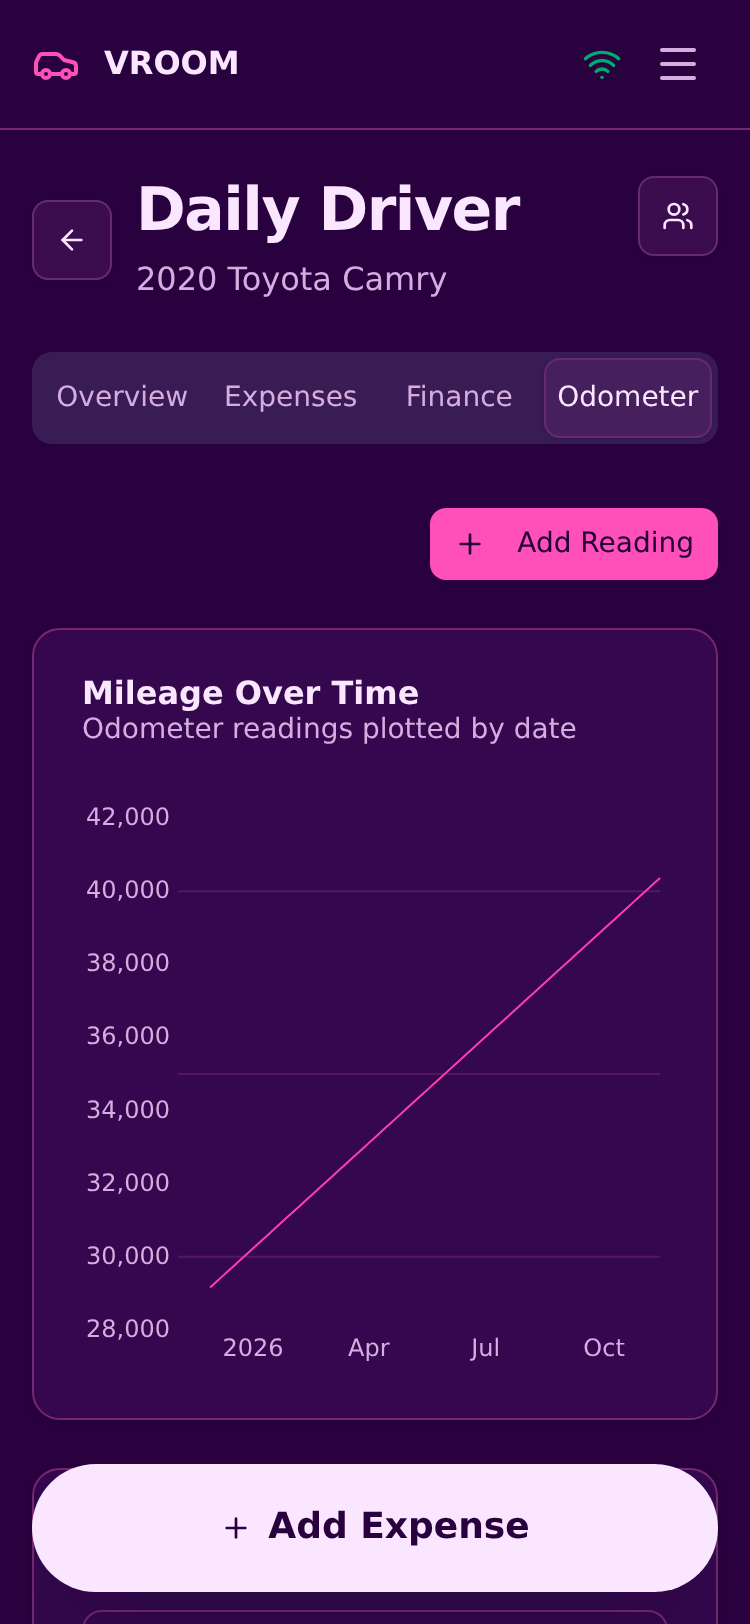 VROOM
Daily Driver
2020 Toyota Camry
Overview Expenses Finance Odometer
+ Add Reading
Mileage Over Time
Odometer readings plotted by date
42,000
40,000
38,000
36,000
34,000
32,000
30,000
28,000
2026 Apr Jul Oct
+ Add Expense